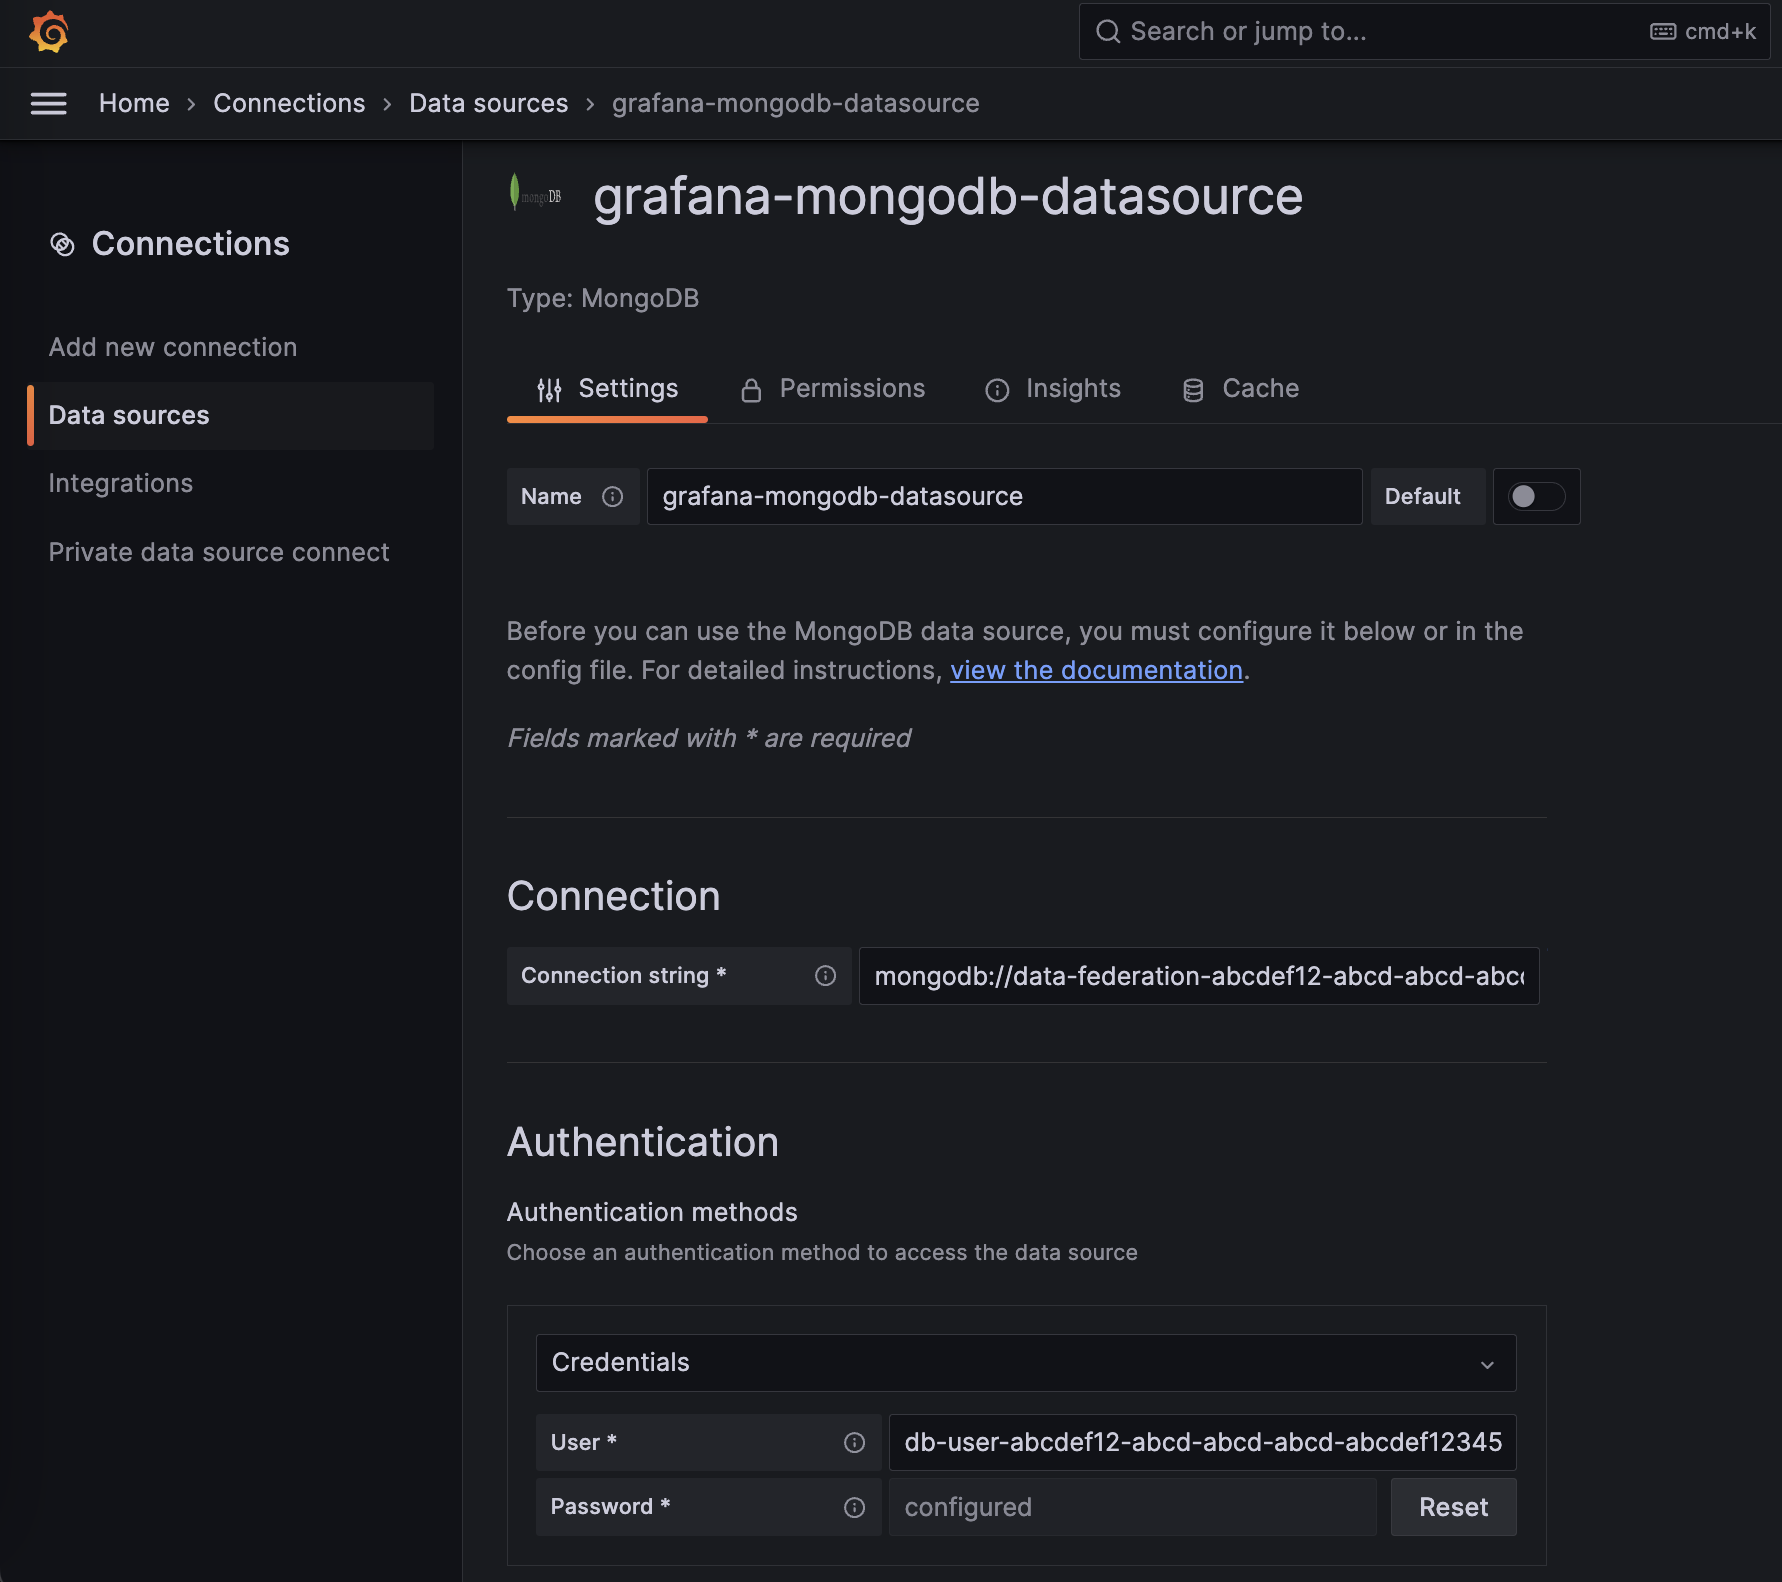 Search or jump to...
cmd+k
Home › Connections › Data sources › grafana-mongodb-datasource
mongoDB
grafana-mongodb-datasource
Connections
Type: MongoDB
Add new connection
Data sources
Integrations
Private data source connect
Settings
Permissions
Insights
Cache
Name
grafana-mongodb-datasource
Default
Before you can use the MongoDB data source, you must configure it below or in the
config file. For detailed instructions, view the documentation.
Fields marked with * are required
Connection
Connection string *
mongodb://data-federation-abcdef12-abcd-abcd-abc
Authentication
Authentication methods
Choose an authentication method to access the data source
Credentials
User *
db-user-abcdef12-abcd-abcd-abcd-abcdef12345
Password *
configured
Reset